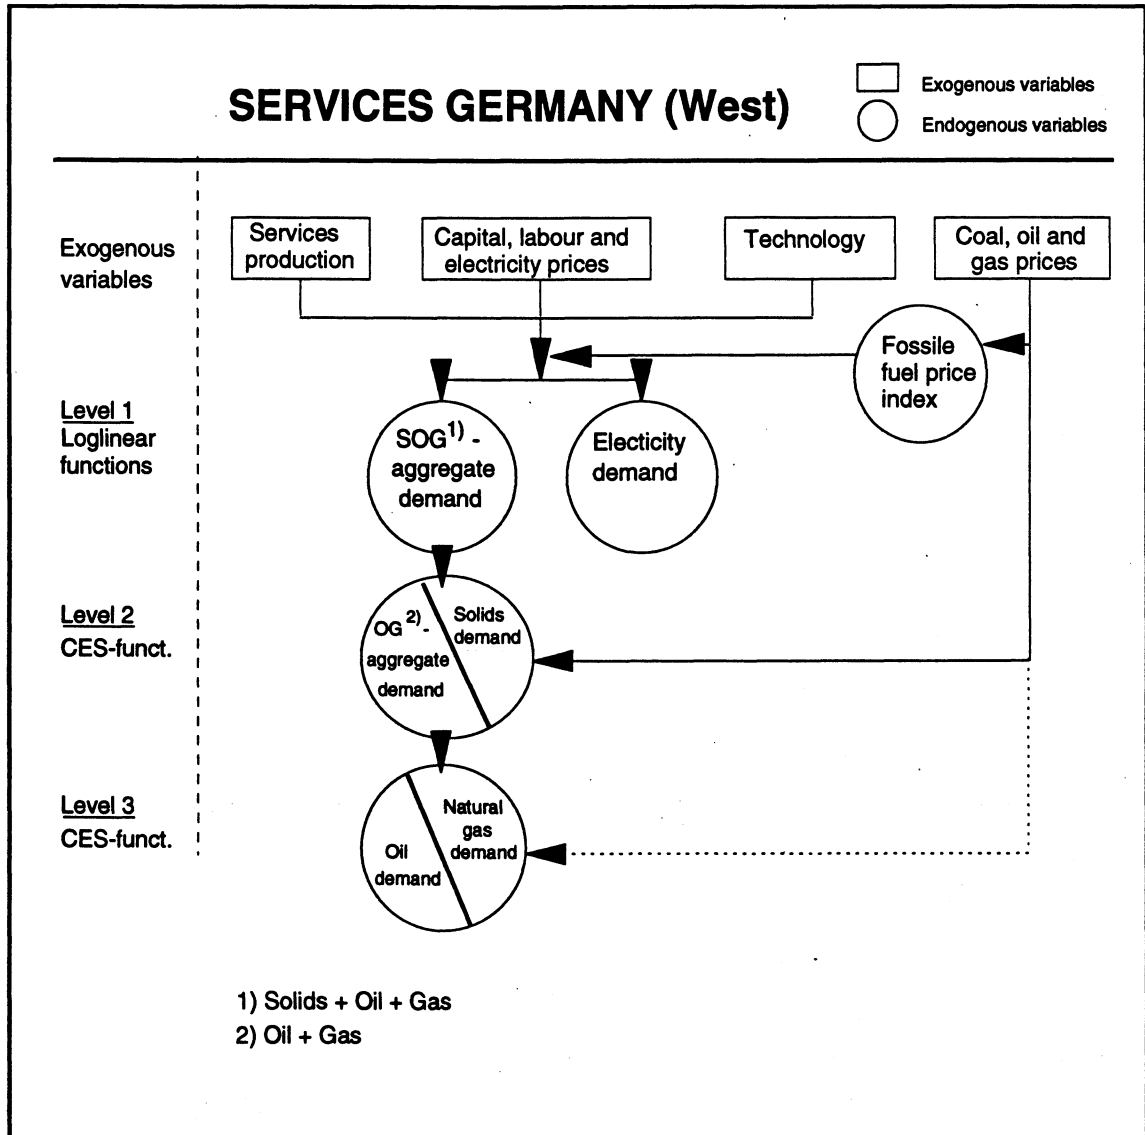 SERVICES GERMANY (West)
Exogenous variables
Endogenous variables
Exogenous
variables
Services
production
Capital, labour and
electricity prices
Technology
Coal, oil and
gas prices
Fossile
fuel price
index
Level 1
Loglinear
functions
SOG1) -
aggregate
demand
Electicity
demand
Level 2
CES-funct.
OG2) -
aggregate
demand
Solids
demand
Level 3
CES-funct.
Oil
demand
Natural
gas
demand
1) Solids + Oil + Gas
2) Oil + Gas